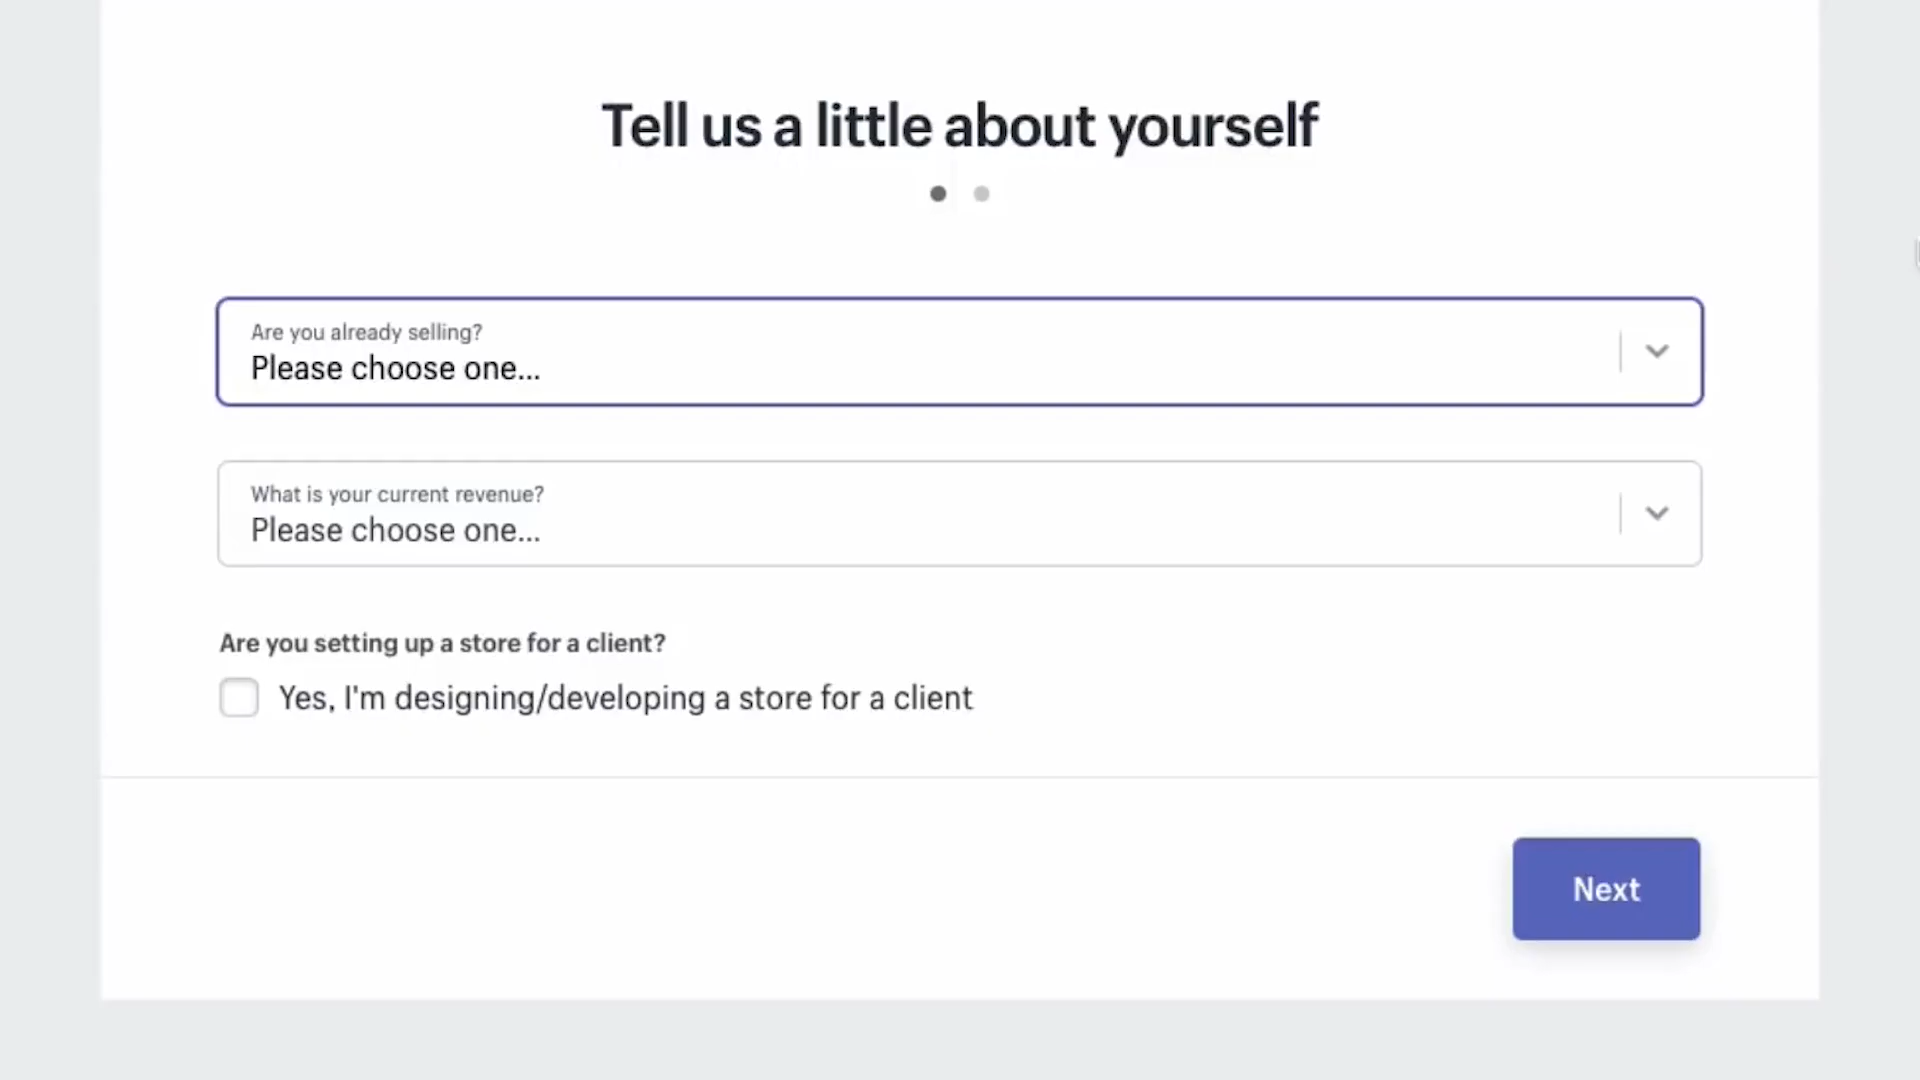 Tell us a little about yourself
Are you already selling?
Please choose one...
What is your current revenue?
Please choose one...
Are you setting up a store for a client?
Yes, I'm designing/developing a store for a client
Next